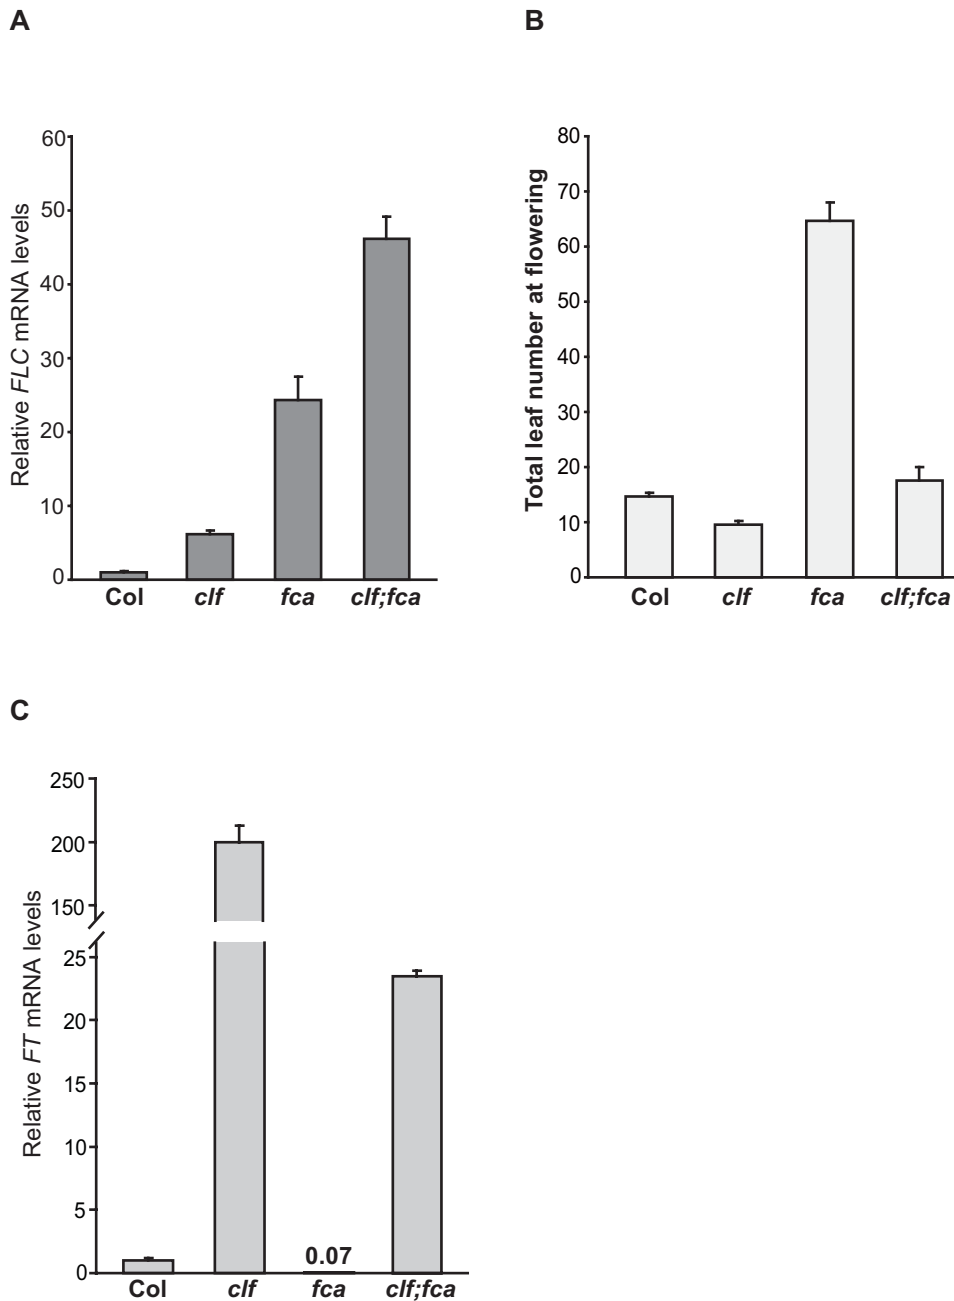 A
Relative FLC mRNA levels
60
50
40
30
20
10
0
Col clf fca clf;fca
B
Total leaf number at flowering
80
70
60
50
40
30
20
10
0
Col clf fca clf;fca
C
Relative FT mRNA levels
250
200
150
25
20
15
10
5
0
0.07
Col clf fca clf;fca